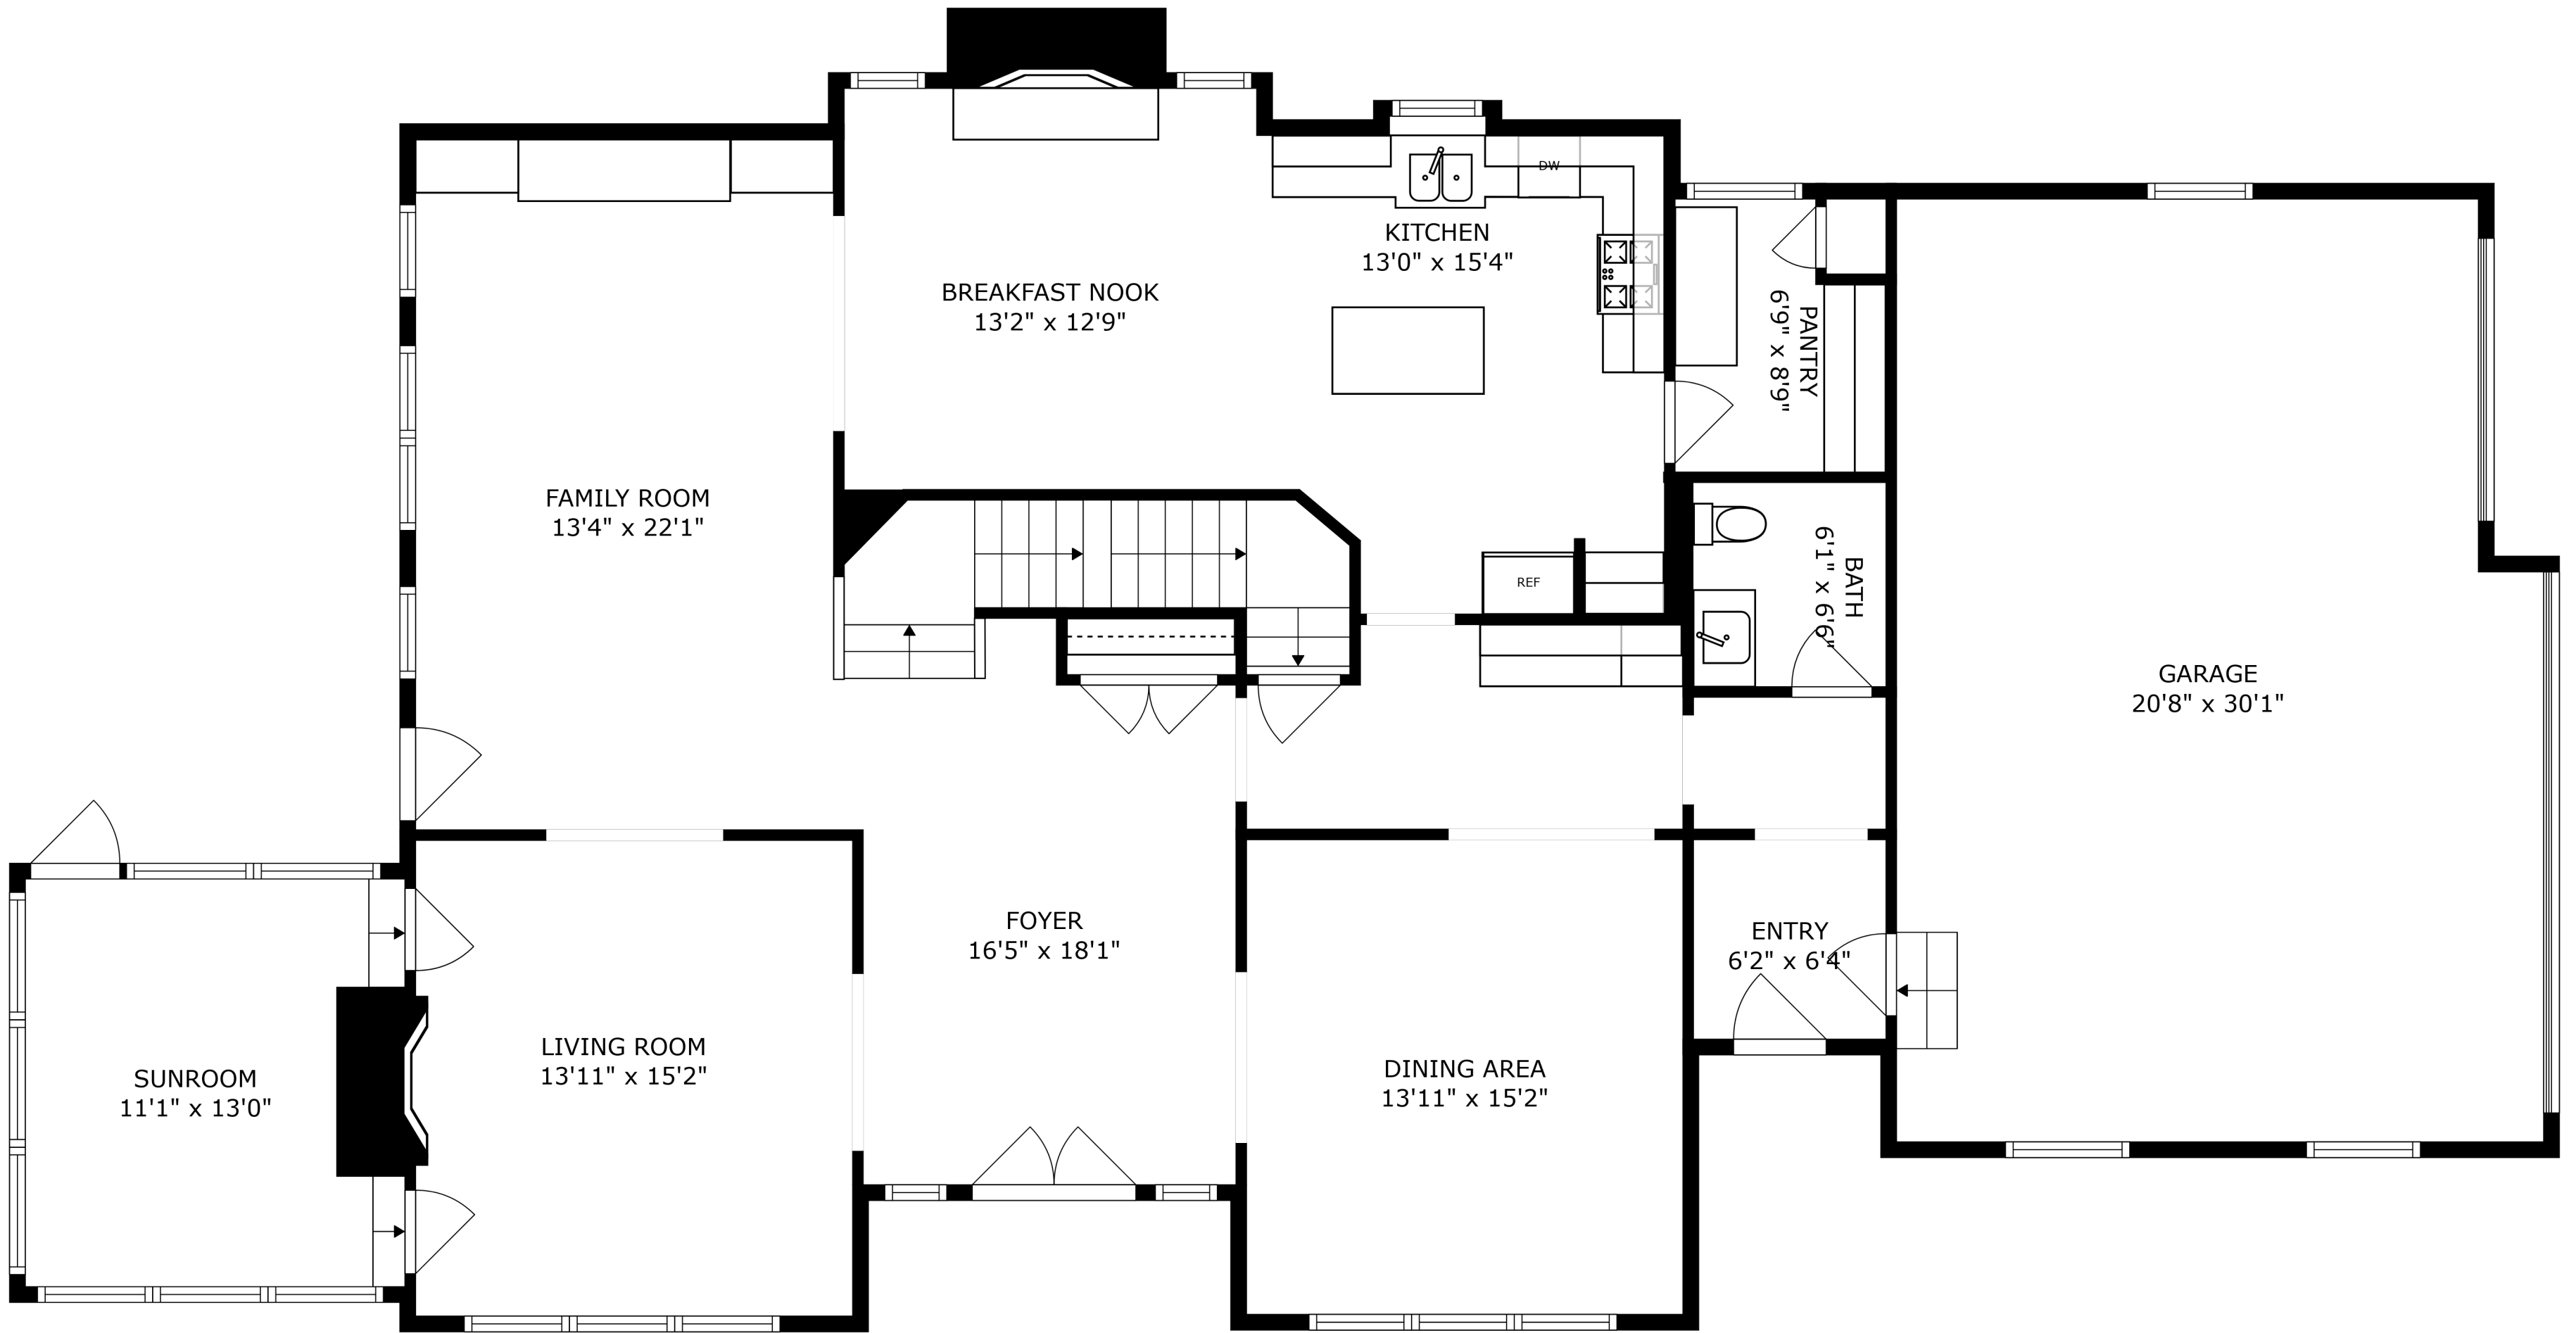 DW
KITCHEN
13'0" x 15'4"
BREAKFAST NOOK
13'2" x 12'9"
PANTRY
6'9" x 8'9"
FAMILY ROOM
13'4" x 22'1"
REF
BATH
6'1" x 6'6"
GARAGE
20'8" x 30'1"
FOYER
16'5" x 18'1"
ENTRY
6'2" x 6'4"
LIVING ROOM
13'11" x 15'2"
DINING AREA
13'11" x 15'2"
SUNROOM
11'1" x 13'0"